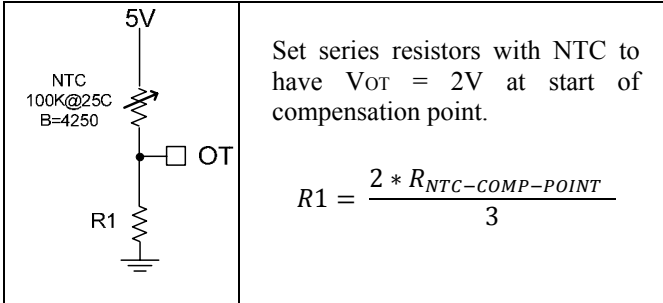 5V
NTC
100K@25C
B=4250
OT
R1
Set series resistors with NTC to
have VOT = 2V at start of
compensation point.
R1 = 2 * RNTC−COMP−POINT / 3